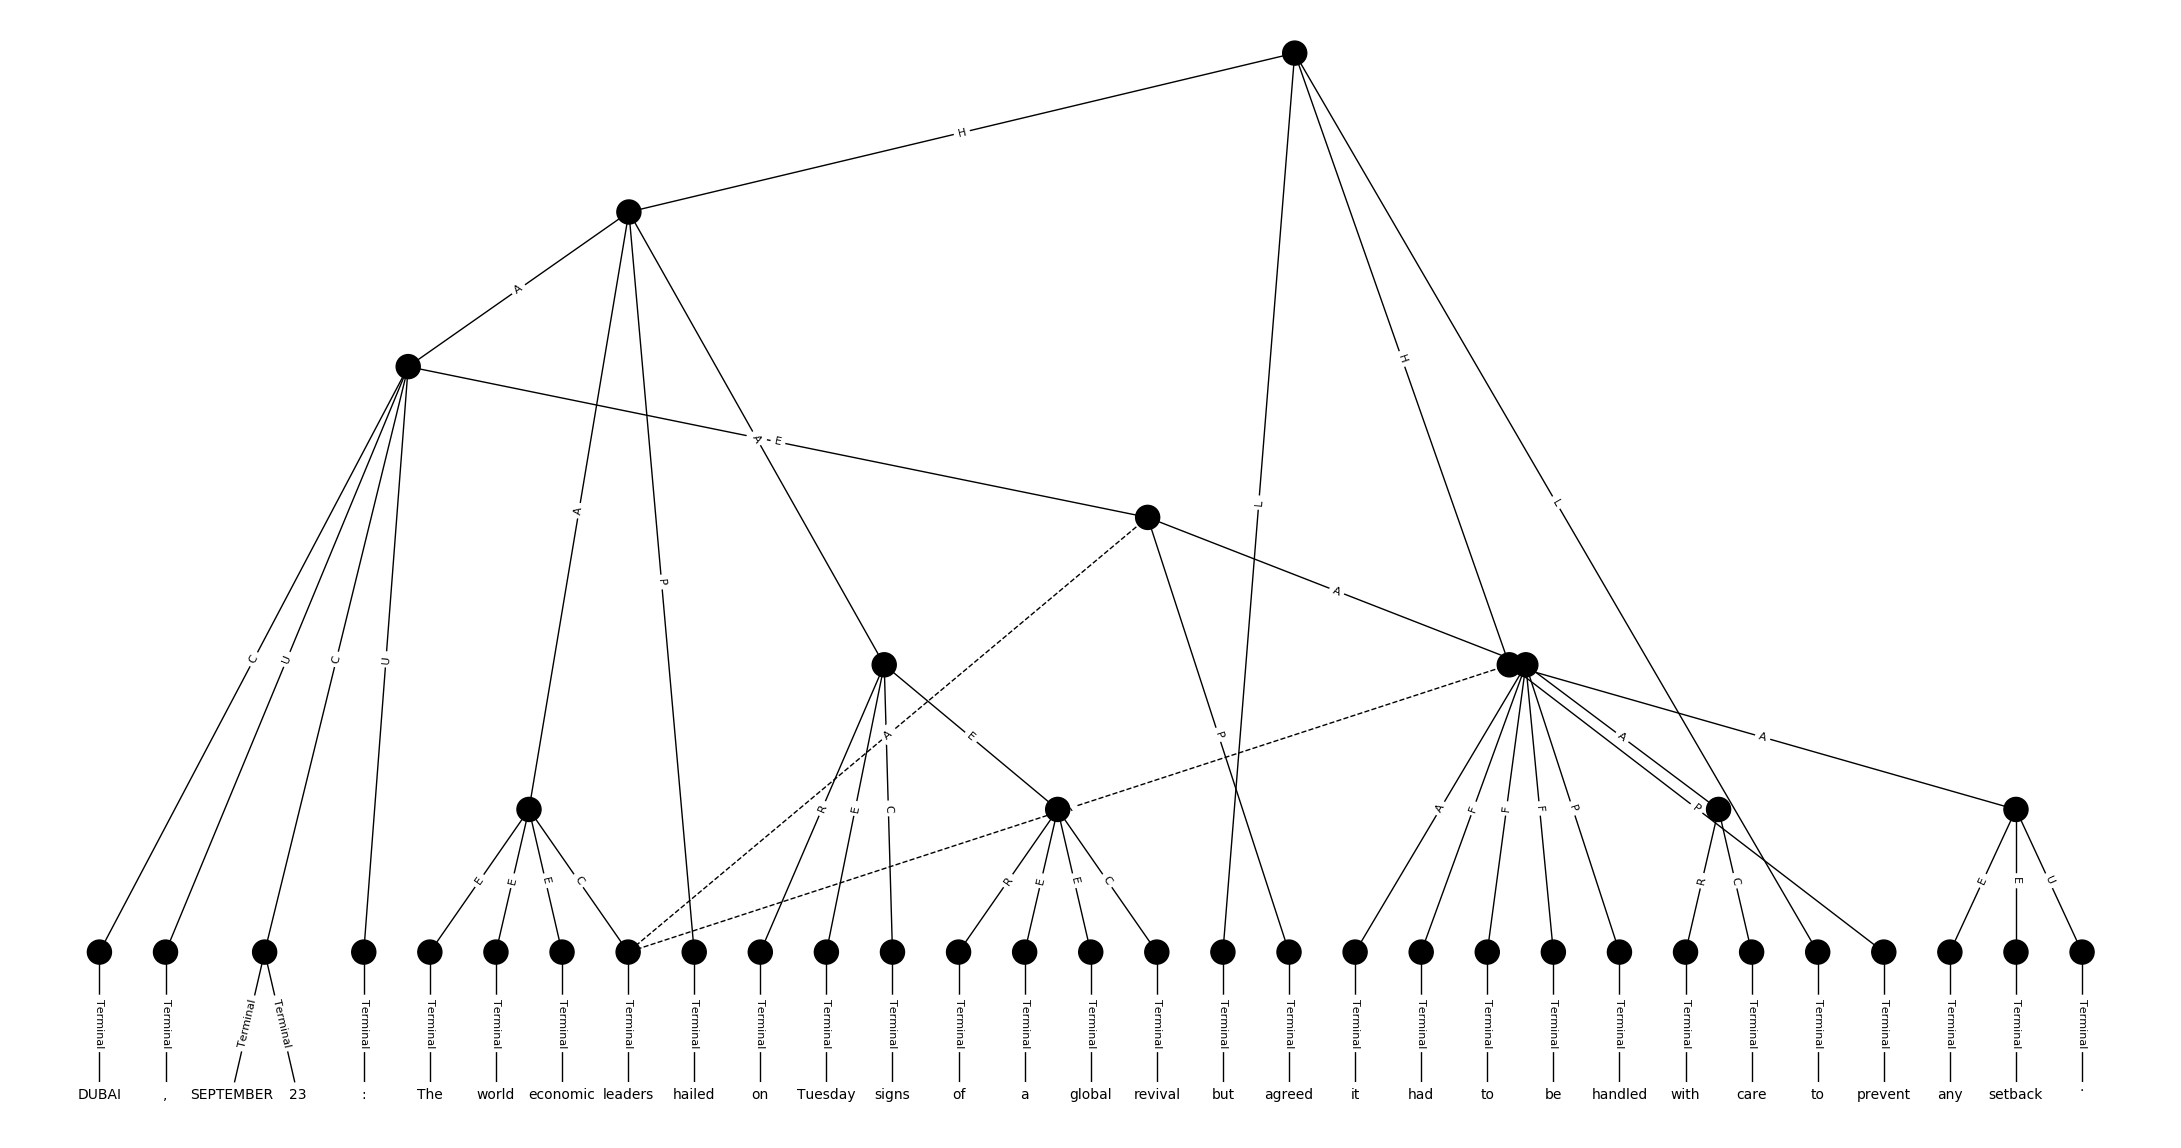 H
A
A - E
A
L
H
L
P
A
C
U
C
U
A
E
P
A
A
R
E
C
A
F
F
F
P
P
E
E
E
C
R
E
E
C
R
C
E
E
U
Terminal Terminal Terminal Terminal Terminal Terminal Terminal Terminal Terminal Terminal Terminal Terminal Terminal Terminal Terminal Terminal Terminal Terminal Terminal Terminal Terminal Terminal Terminal Terminal Terminal Terminal Terminal Terminal Terminal Terminal Terminal
DUBAI , SEPTEMBER 23 : The world economic leaders hailed on Tuesday signs of a global revival but agreed it had to be handled with care to prevent any setback .